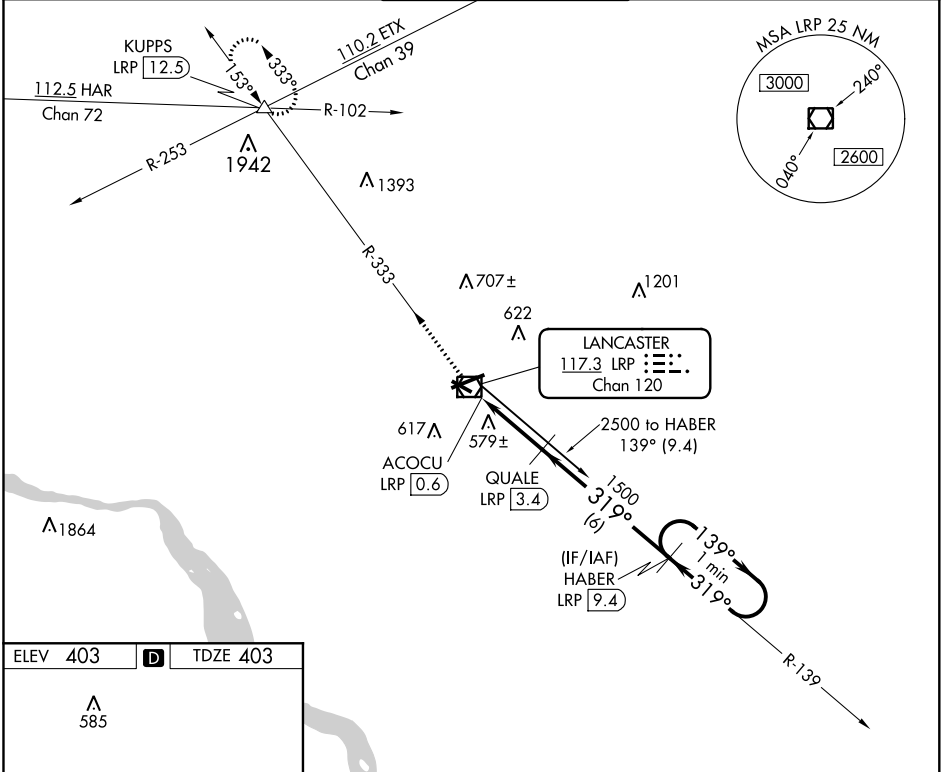 KUPPS
LRP 12.5
153°
333°
110.2 ETX
Chan 39
112.5 HAR
Chan 72
R-102
R-253
1942
1393
MSA LRP 25 NM
3000
240°
040°
2600
R-333
707±
1201
622
LANCASTER
117.3 LRP
Chan 120
617
579±
2500 to HABER
139° (9.4)
ACOCU
LRP 0.6
QUALE
LRP 3.4
1500
319°
(6)
1864
(IF/IAF)
HABER
LRP 9.4
139°
1 min
319°
R-139
ELEV 403 D TDZE 403
585